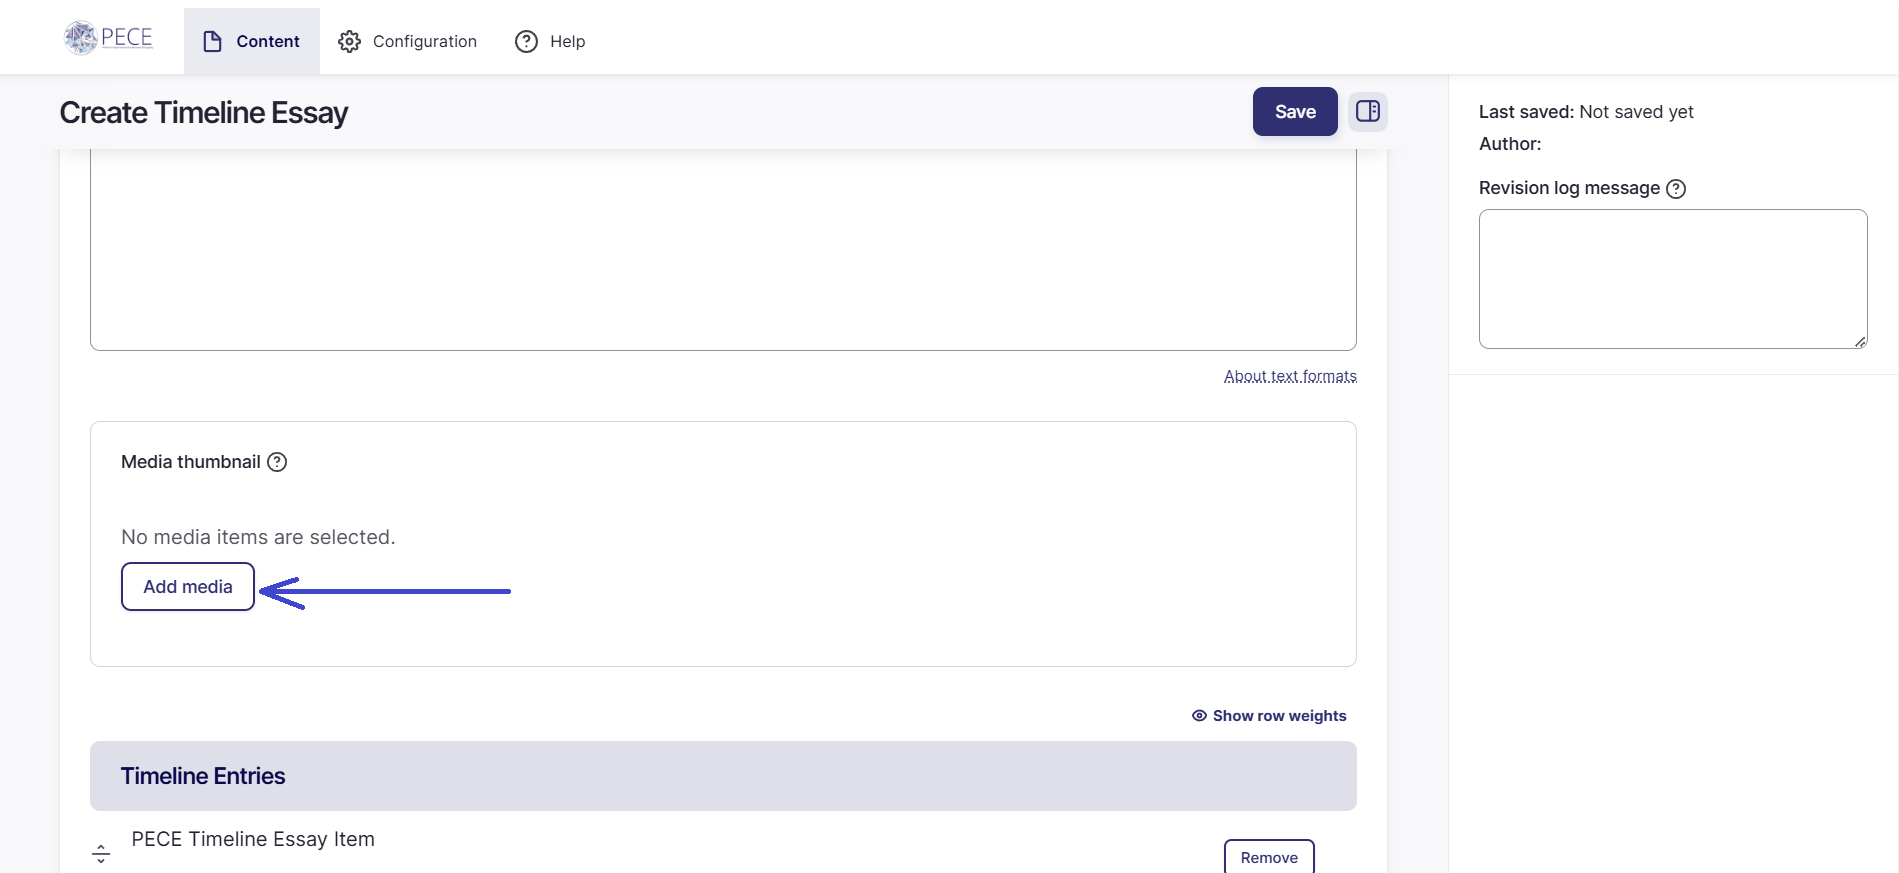 PECE
Content
Configuration
Help
Create Timeline Essay
Save
Last saved: Not saved yet
Author:
Revision log message
About text formats
Media thumbnail
No media items are selected.
Add media
Show row weights
Timeline Entries
PECE Timeline Essay Item
Remove